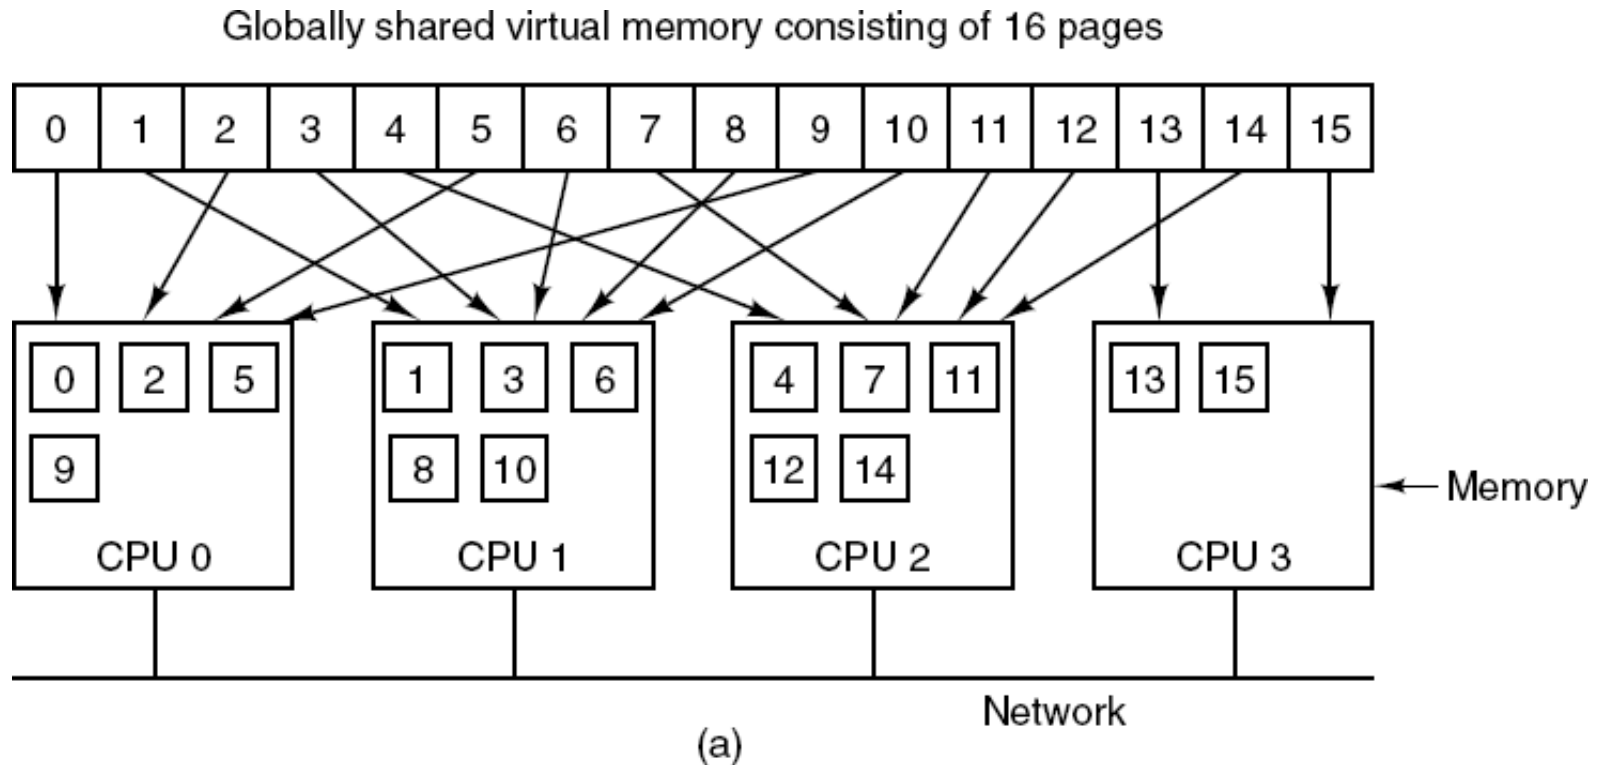 Globally shared virtual memory consisting of 16 pages
0 1 2 3 4 5 6 7 8 9 10 11 12 13 14 15
0 2 5
9
CPU 0
1 3 6
8 10
CPU 1
4 7 11
12 14
CPU 2
13 15
CPU 3
Memory
Network
(a)